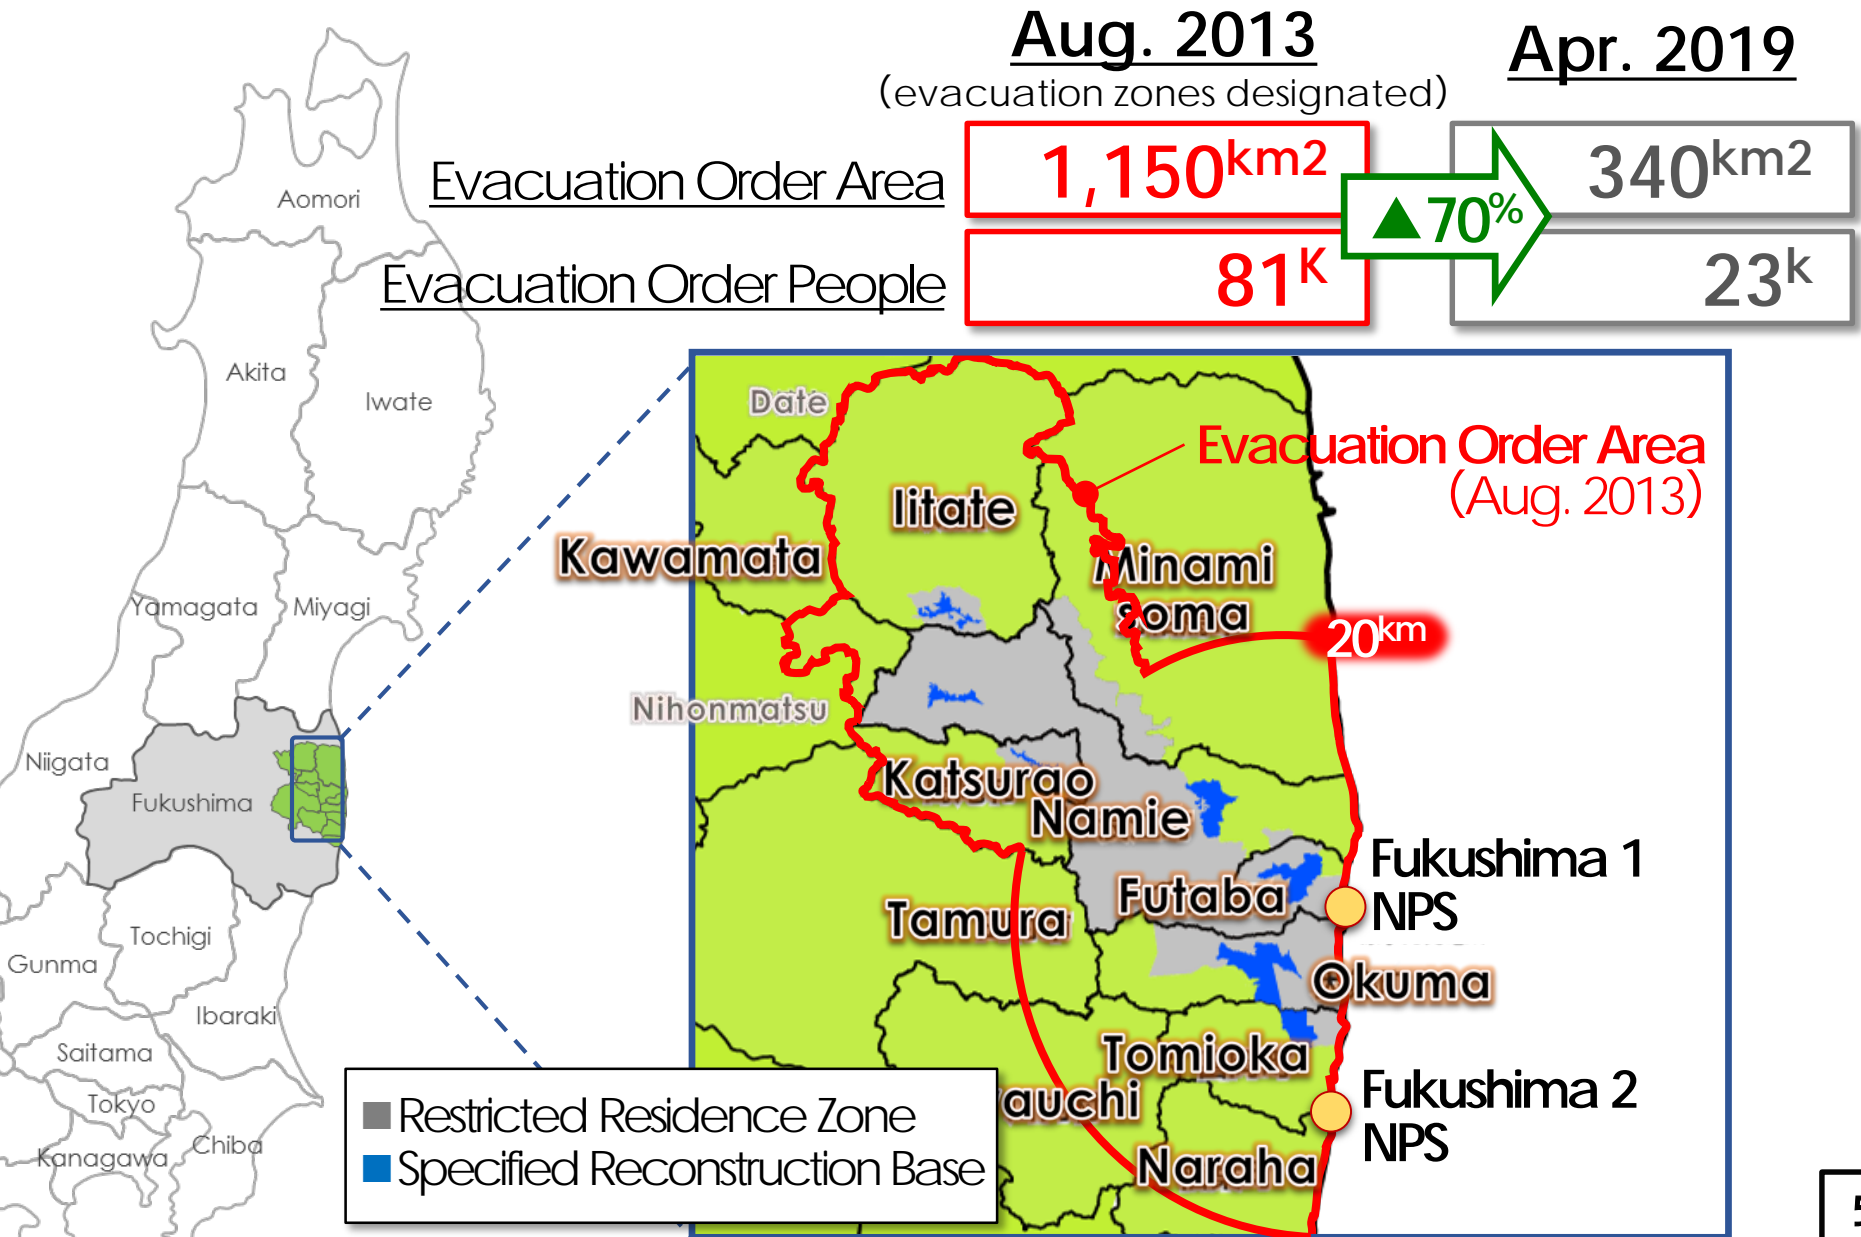 Aug. 2013
(evacuation zones designated)
Apr. 2019
Evacuation Order Area
1,150km2
▲70%
340km2
Evacuation Order People
81K
23k
Aomori
Akita
Iwate
Yamagata
Miyagi
Niigata
Fukushima
Tochigi
Gunma
Ibaraki
Saitama
Tokyo
Chiba
Kanagawa
Date
Evacuation Order Area
(Aug. 2013)
Iitate
Kawamata
Minami
soma
20km
Nihonmatsu
Katsurao
Namie
Fukushima 1
NPS
Futaba
Tamura
Okuma
Tomioka
auchi
Fukushima 2
NPS
Naraha
Restricted Residence Zone
Specified Reconstruction Base